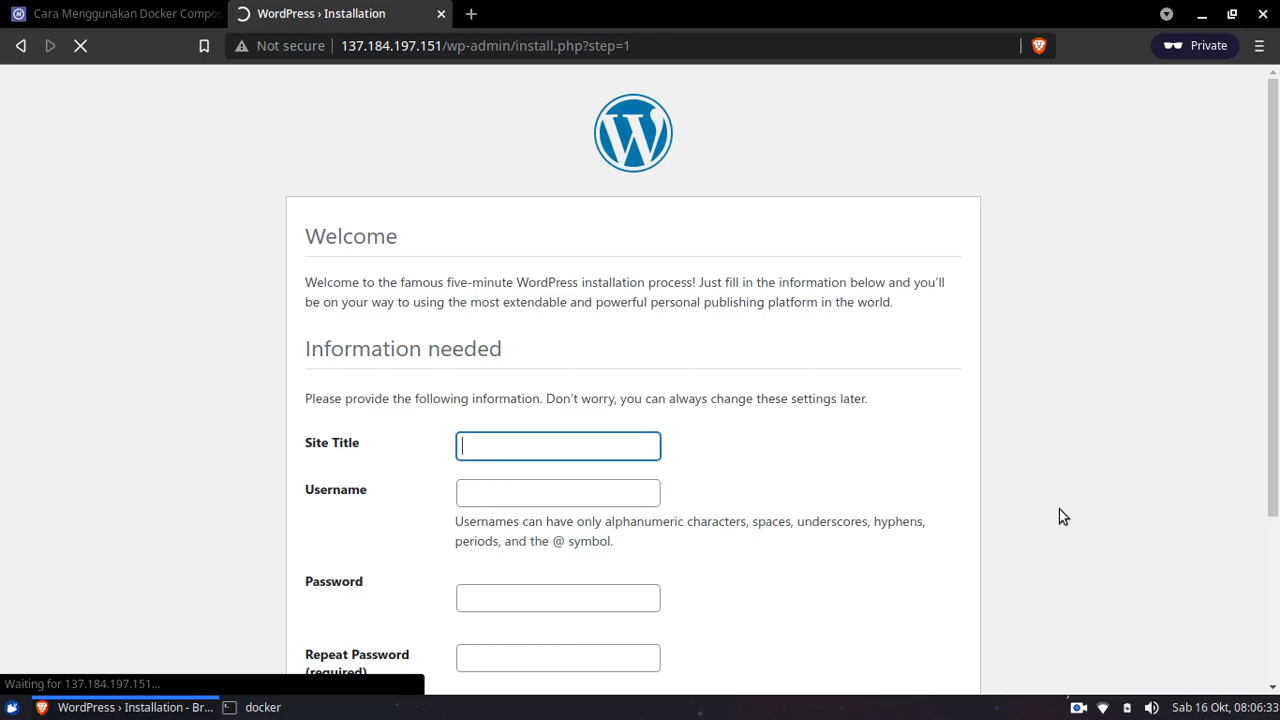 Cara Menggunakan Docker Compos
WordPress › Installation
Not secure
137.184.197.151/wp-admin/install.php?step=1
Private
Welcome
Welcome to the famous five-minute WordPress installation process! Just fill in the information below and you’ll
be on your way to using the most extendable and powerful personal publishing platform in the world.
Information needed
Please provide the following information. Don’t worry, you can always change these settings later.
Site Title
Username
Usernames can have only alphanumeric characters, spaces, underscores, hyphens,
periods, and the @ symbol.
Password
Repeat Password
(required)
Waiting for 137.184.197.151...
WordPress › Installation - Br...
docker
Sab 16 Okt, 08:06:33